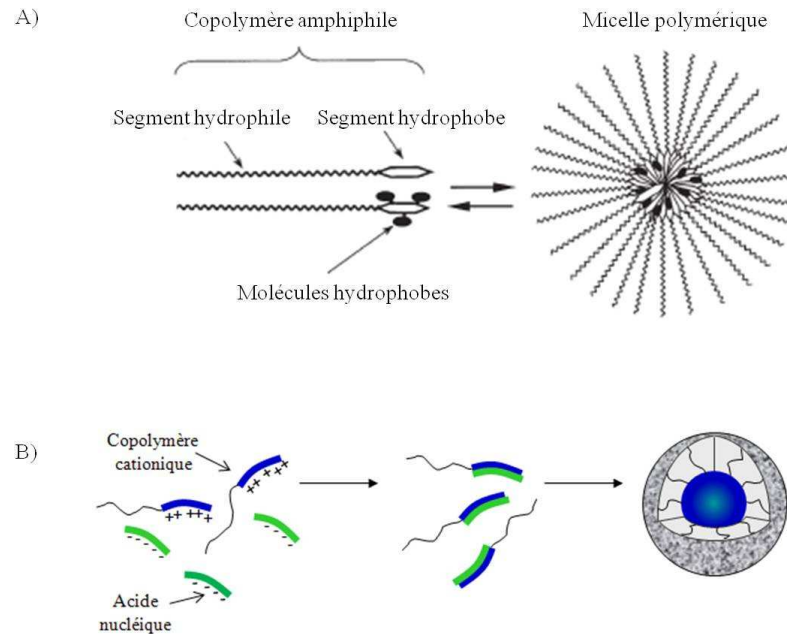 A)
Copolymère amphiphile
Micelle polymérique
Segment hydrophile
Segment hydrophobe
Molécules hydrophobes
B)
Copolymère
cationique
+ + + + +
++ ++ +
- - - - -
- - - - -
- - - - -
Acide
nucléique